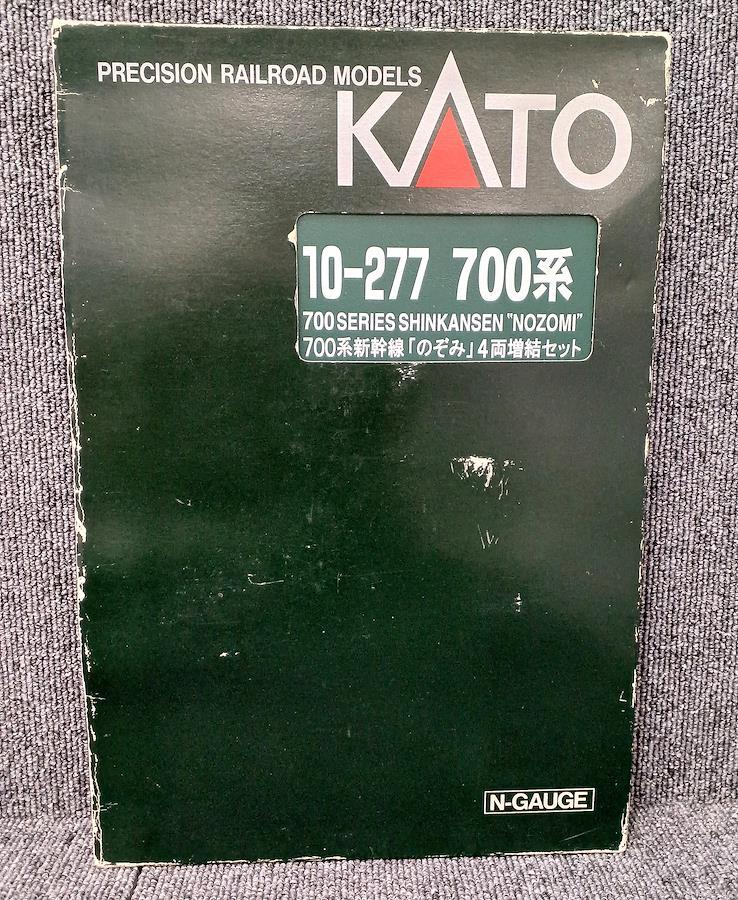 PRECISION RAILROAD MODELS
KATO
10-277 700系
700 SERIES SHINKANSEN "NOZOMI"
700系新幹線「のぞみ」4両増結セット
N-GAUGE